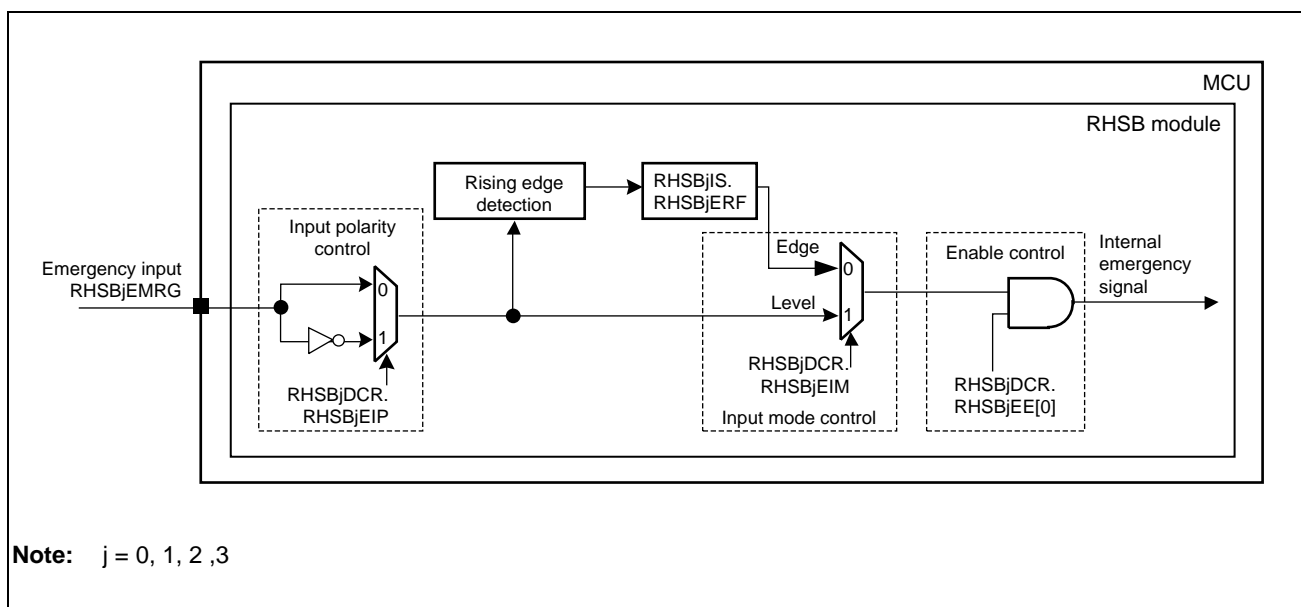 MCU
RHSB module
Rising edge
detection
RHSBjIS.
RHSBjERF
Input polarity
control
Emergency input
RHSBjEMRG
0
1
RHSBjDCR.
RHSBjEIP
Edge
0
Level
1
RHSBjDCR.
RHSBjEIM
Input mode control
Enable control
RHSBjDCR.
RHSBjEE[0]
Internal
emergency
signal
Note: j = 0, 1, 2 ,3